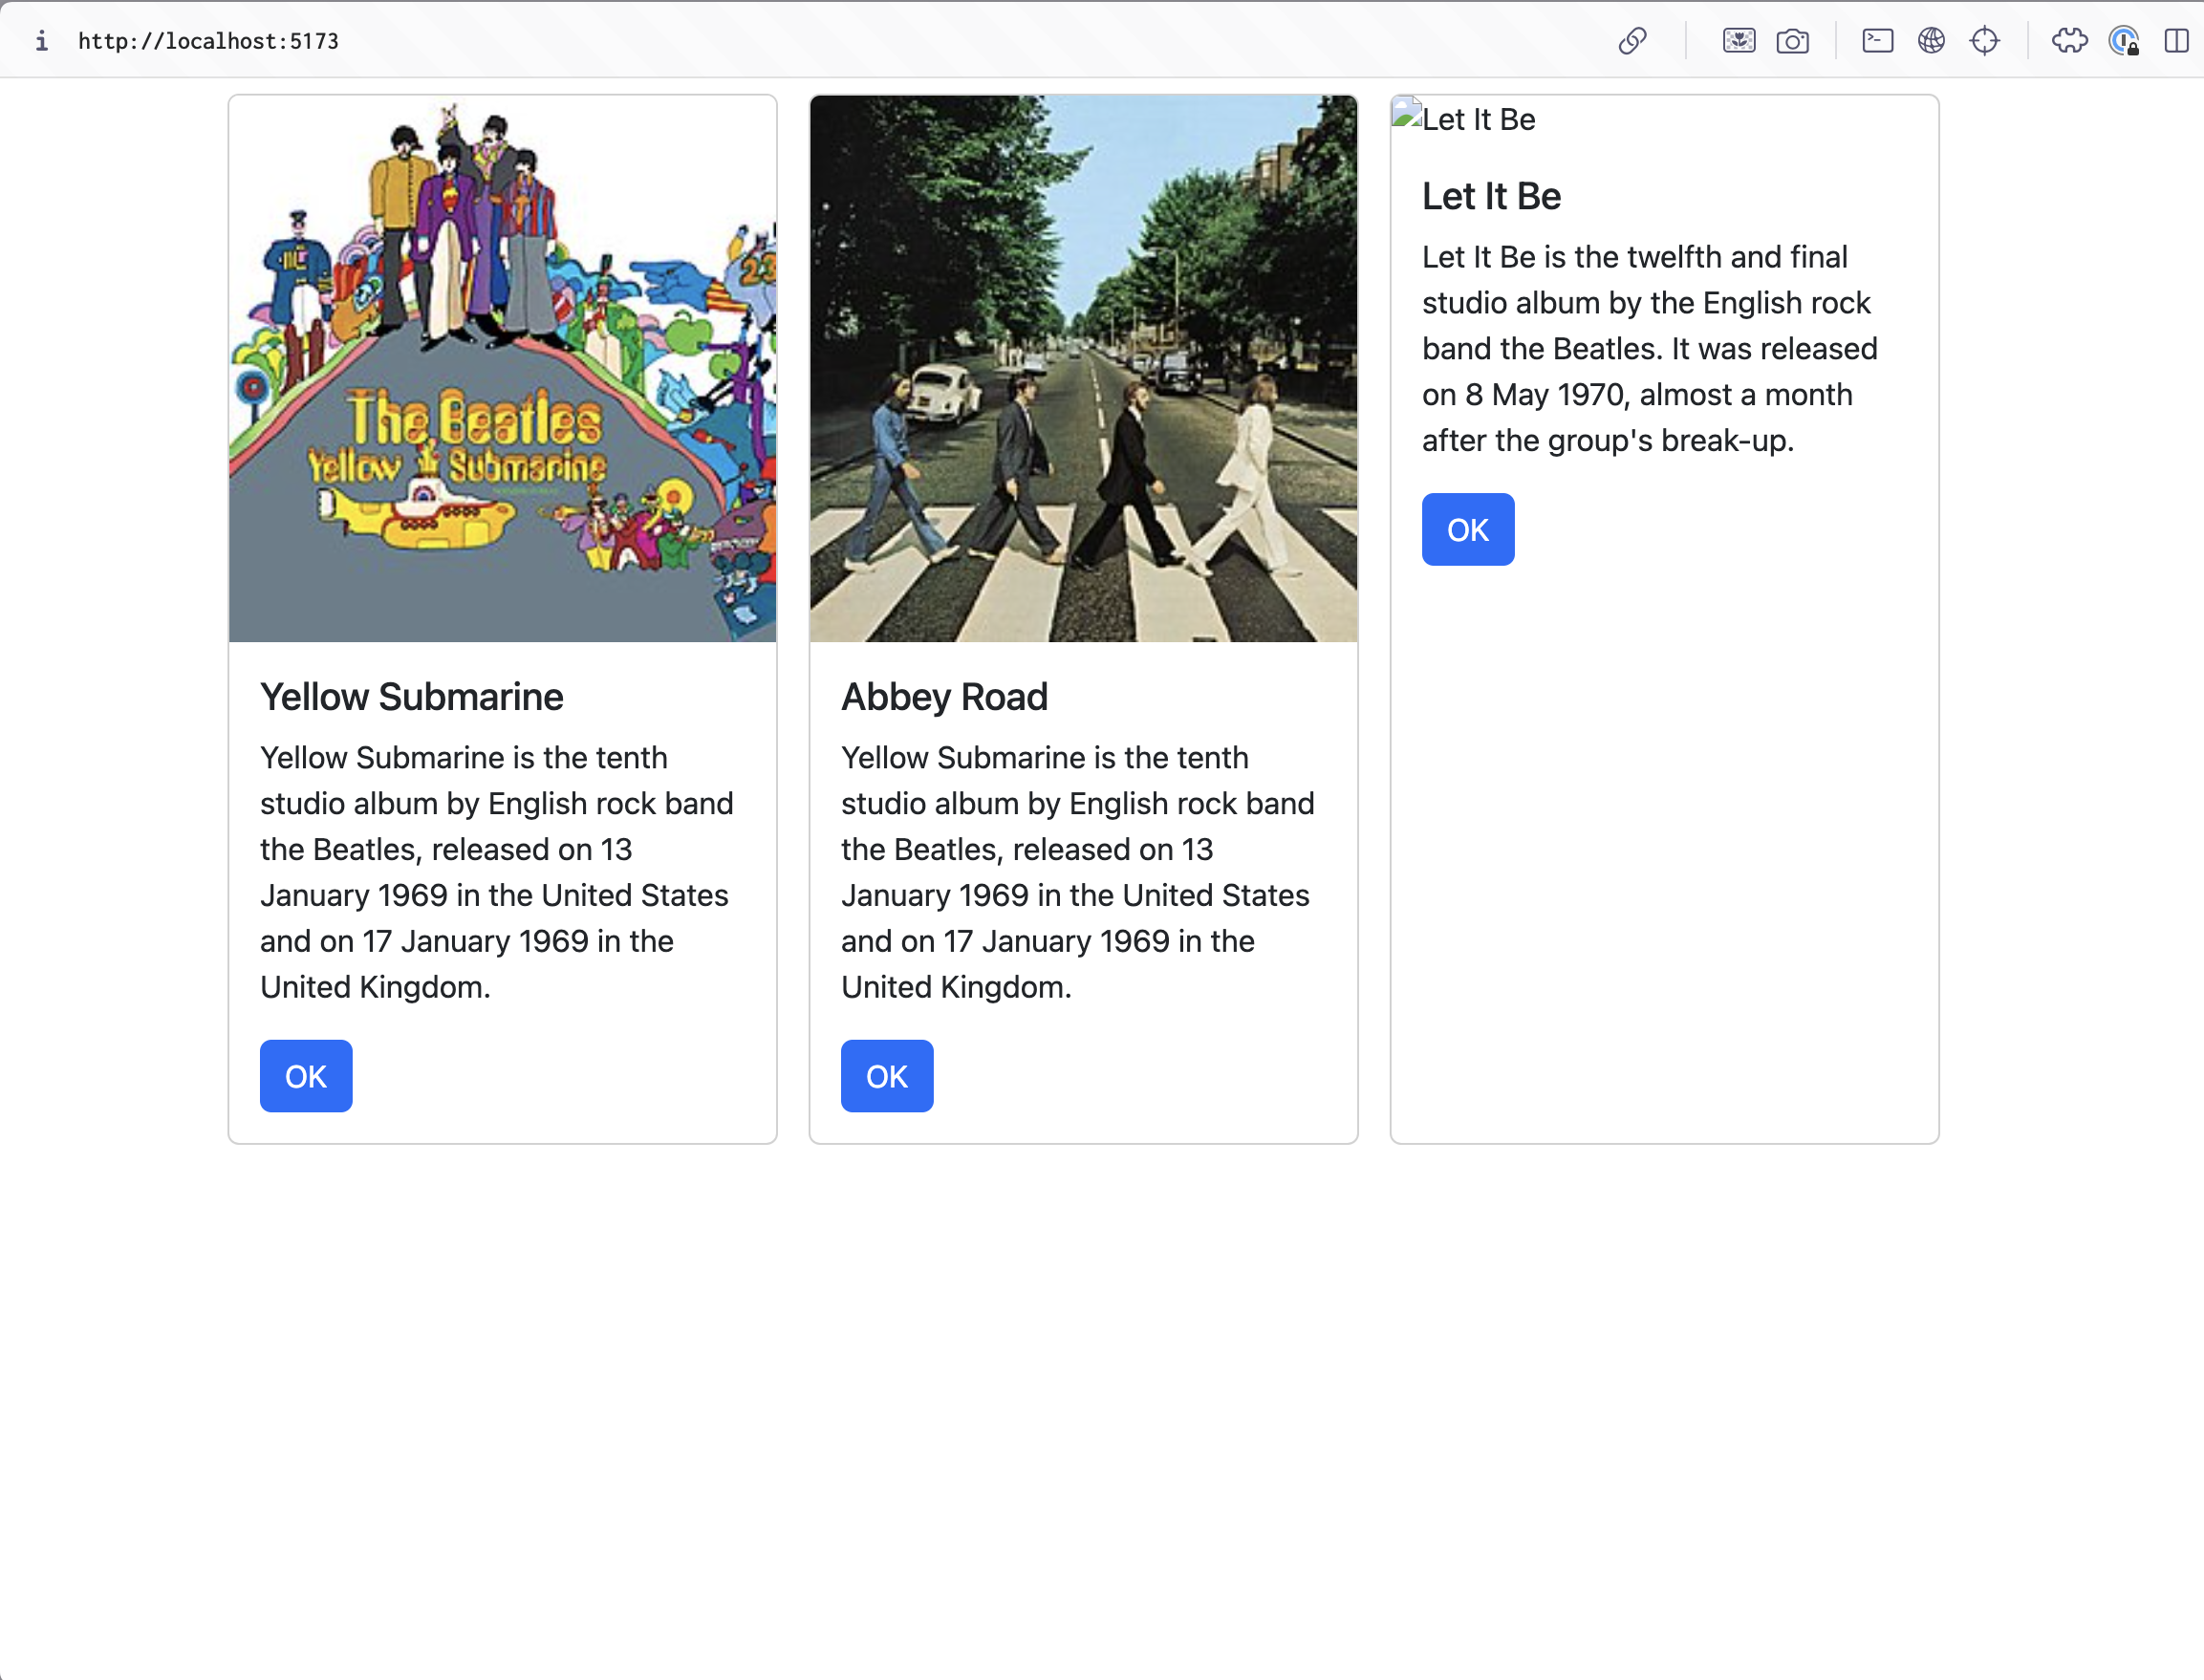 http://localhost:5173
The Beatles
Yellow Submarine
Yellow Submarine
Yellow Submarine is the tenth
studio album by English rock band
the Beatles, released on 13
January 1969 in the United States
and on 17 January 1969 in the
United Kingdom.
OK
Abbey Road
Yellow Submarine is the tenth
studio album by English rock band
the Beatles, released on 13
January 1969 in the United States
and on 17 January 1969 in the
United Kingdom.
OK
Let It Be
Let It Be
Let It Be is the twelfth and final
studio album by the English rock
band the Beatles. It was released
on 8 May 1970, almost a month
after the group's break-up.
OK